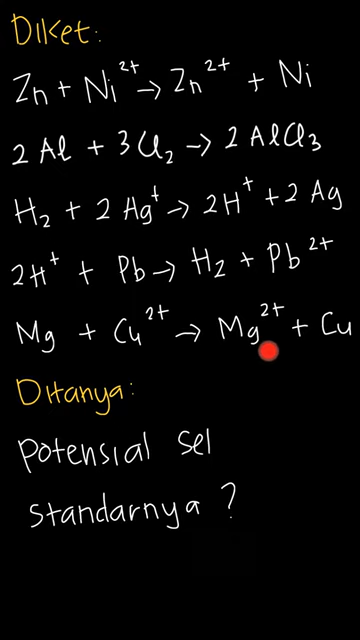 Diket:
Zn + Ni²⁺ → Zn²⁺ + Ni
2 Al + 3 Cl₂ → 2 AlCl₃
H₂ + 2 Ag⁺ → 2H⁺ + 2 Ag
2H⁺ + Pb → H₂ + Pb²⁺
Mg + Cu²⁺ → Mg²⁺ + Cu
Ditanya:
potensial sel
standarnya ?